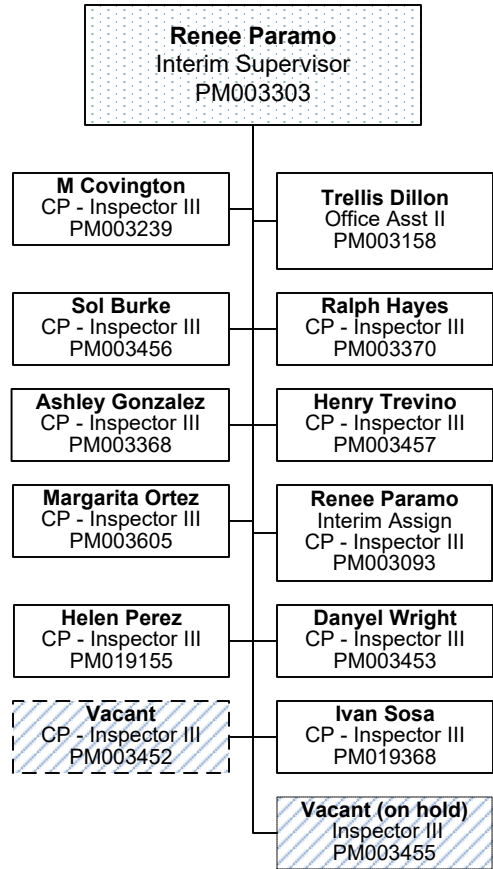 Renee Paramo
Interim Supervisor
PM003303
M Covington
CP - Inspector III
PM003239
Trellis Dillon
Office Asst II
PM003158
Sol Burke
CP - Inspector III
PM003456
Ralph Hayes
CP - Inspector III
PM003370
Ashley Gonzalez
CP - Inspector III
PM003368
Henry Trevino
CP - Inspector III
PM003457
Margarita Ortez
CP - Inspector III
PM003605
Renee Paramo
Interim Assign
CP - Inspector III
PM003093
Helen Perez
CP - Inspector III
PM019155
Danyel Wright
CP - Inspector III
PM003453
Vacant
CP - Inspector III
PM003452
Ivan Sosa
CP - Inspector III
PM019368
Vacant (on hold)
Inspector III
PM003455